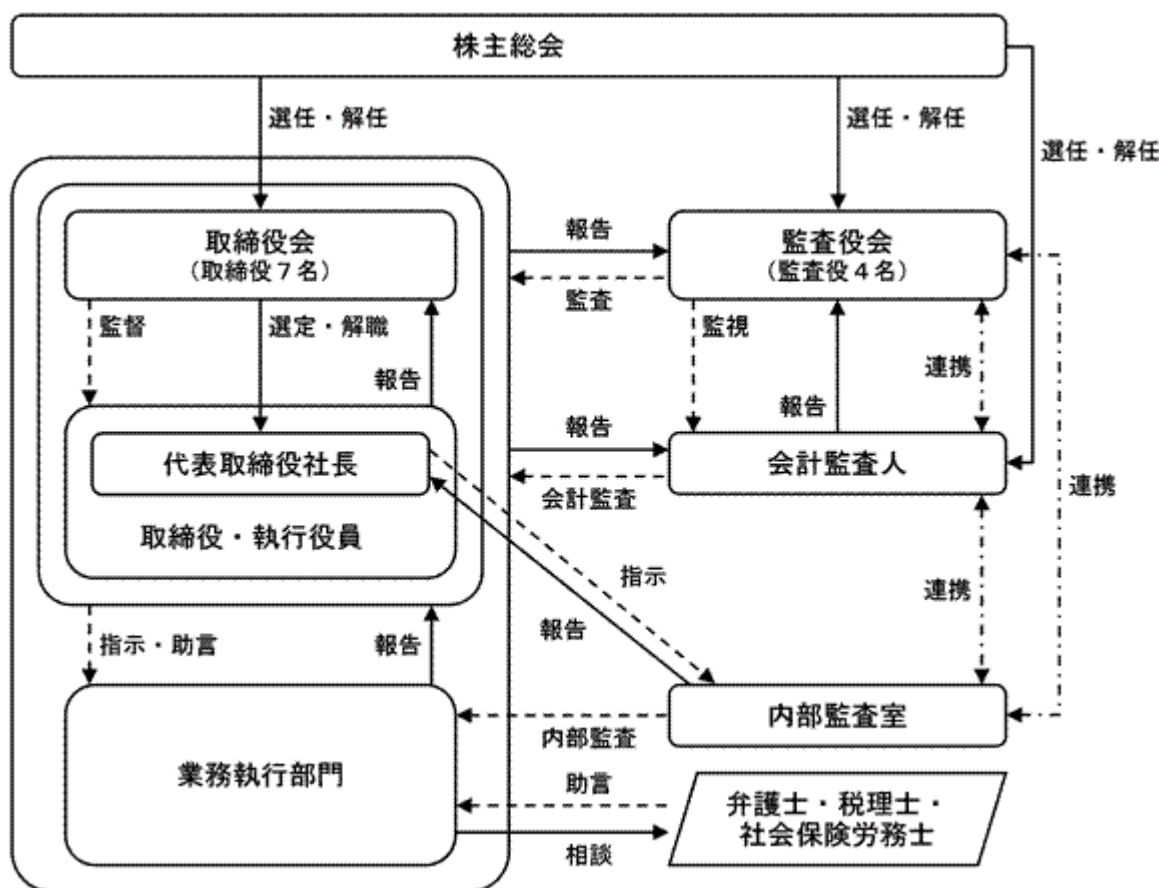 株主総会
選任・解任
選任・解任
選任・解任
取締役会
(取締役7名)
報告
監査役会
(監査役4名)
監査
監督
選定・解職
報告
監視
報告
連携
代表取締役社長
取締役・執行役員
報告
会計監査
会計監査人
連携
指示
報告
連携
指示・助言
報告
内部監査室
内部監査
業務執行部門
助言
相談
弁護士・税理士・
社会保険労務士